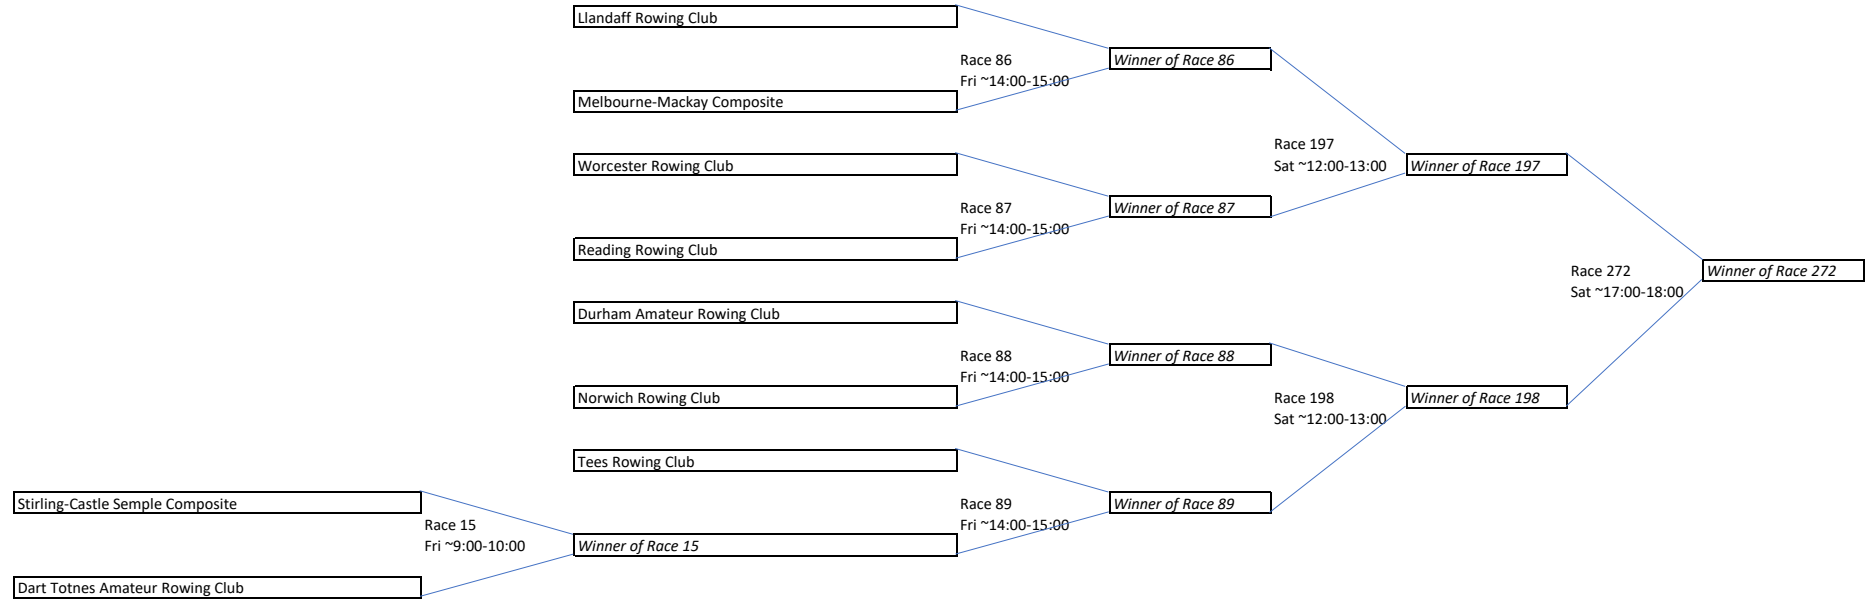 Llandaff Rowing Club
Race 86
Fri ~14:00-15:00
Winner of Race 86
Melbourne-Mackay Composite
Race 197
Sat ~12:00-13:00
Winner of Race 197
Worcester Rowing Club
Race 87
Fri ~14:00-15:00
Winner of Race 87
Reading Rowing Club
Race 272
Sat ~17:00-18:00
Winner of Race 272
Durham Amateur Rowing Club
Race 88
Fri ~14:00-15:00
Winner of Race 88
Norwich Rowing Club
Race 198
Sat ~12:00-13:00
Winner of Race 198
Tees Rowing Club
Race 89
Fri ~14:00-15:00
Winner of Race 89
Stirling-Castle Semple Composite
Race 15
Fri ~9:00-10:00
Winner of Race 15
Dart Totnes Amateur Rowing Club